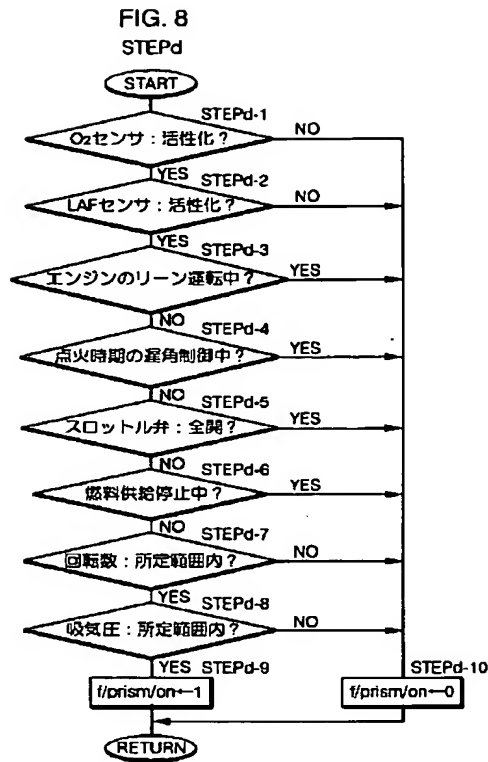 FIG. 8
STEPd
START
STEPd-1
O₂センサ：活性化？
NO
YES
STEPd-2
LAFセンサ：活性化？
NO
YES
STEPd-3
エンジンのリーン運転中？
YES
NO
STEPd-4
点火時期の遅角制御中？
YES
NO
STEPd-5
スロットル弁：全開？
YES
NO
STEPd-6
燃料供給停止中？
YES
NO
STEPd-7
回転数：所定範囲内？
NO
YES
STEPd-8
吸気圧：所定範囲内？
NO
YES
STEPd-9
STEPd-10
f/prism/on←1
f/prism/on←0
RETURN